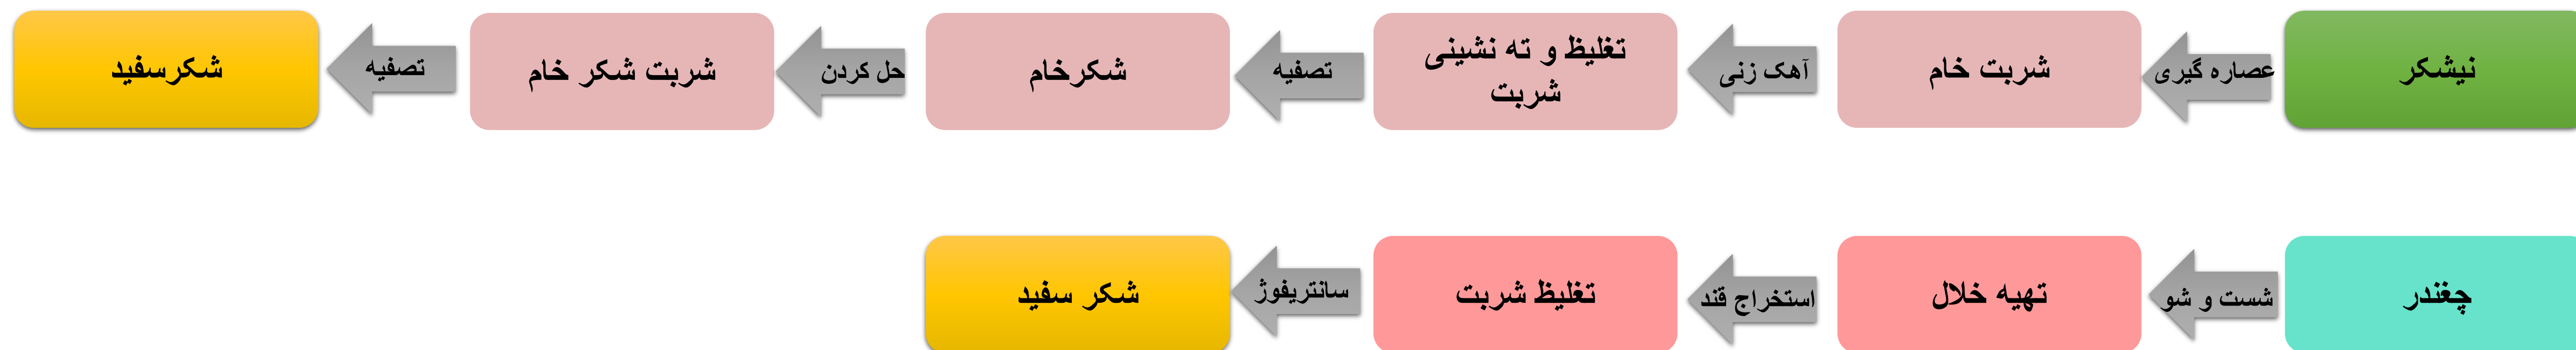 نیشکر
عصاره گیری
شربت خام
آهک زنی
تغلیظ و ته نشینی
شربت
تصفیه
شکرخام
حل کردن
شربت شکر خام
تصفیه
شکرسفید
چغندر
شست و شو
تهیه خلال
استخراج قند
تغلیظ شربت
سانتریفوژ
شکر سفید